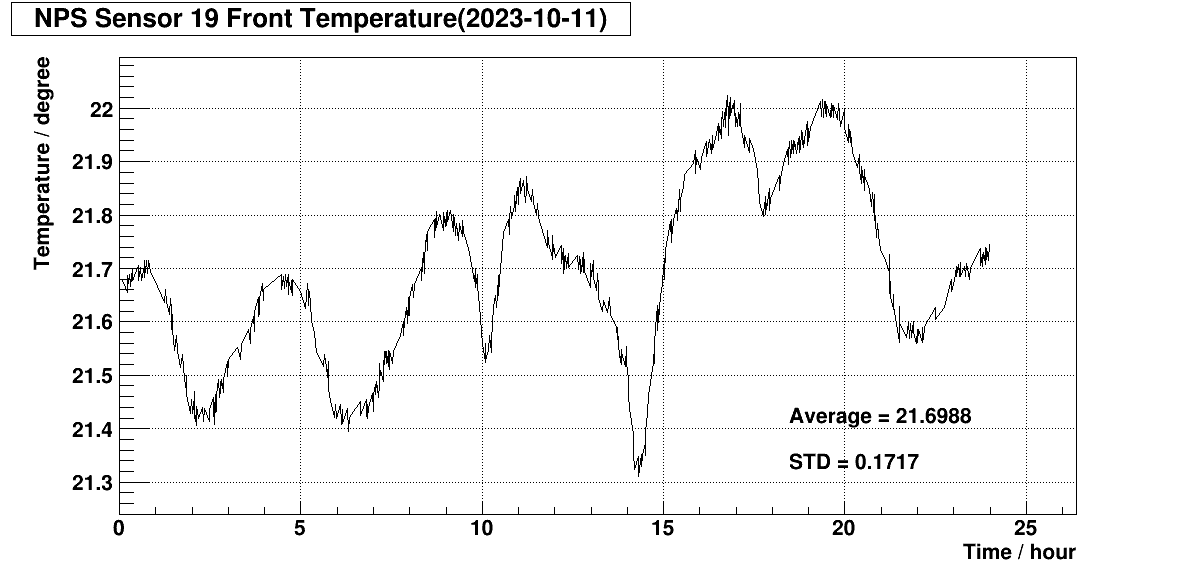 NPS Sensor 19 Front Temperature(2023-10-11)
Temperature / degree
22
21.9
21.8
21.7
21.6
21.5
21.4
21.3
Average = 21.6988
STD = 0.1717
0 5 10 15 20 25
Time / hour